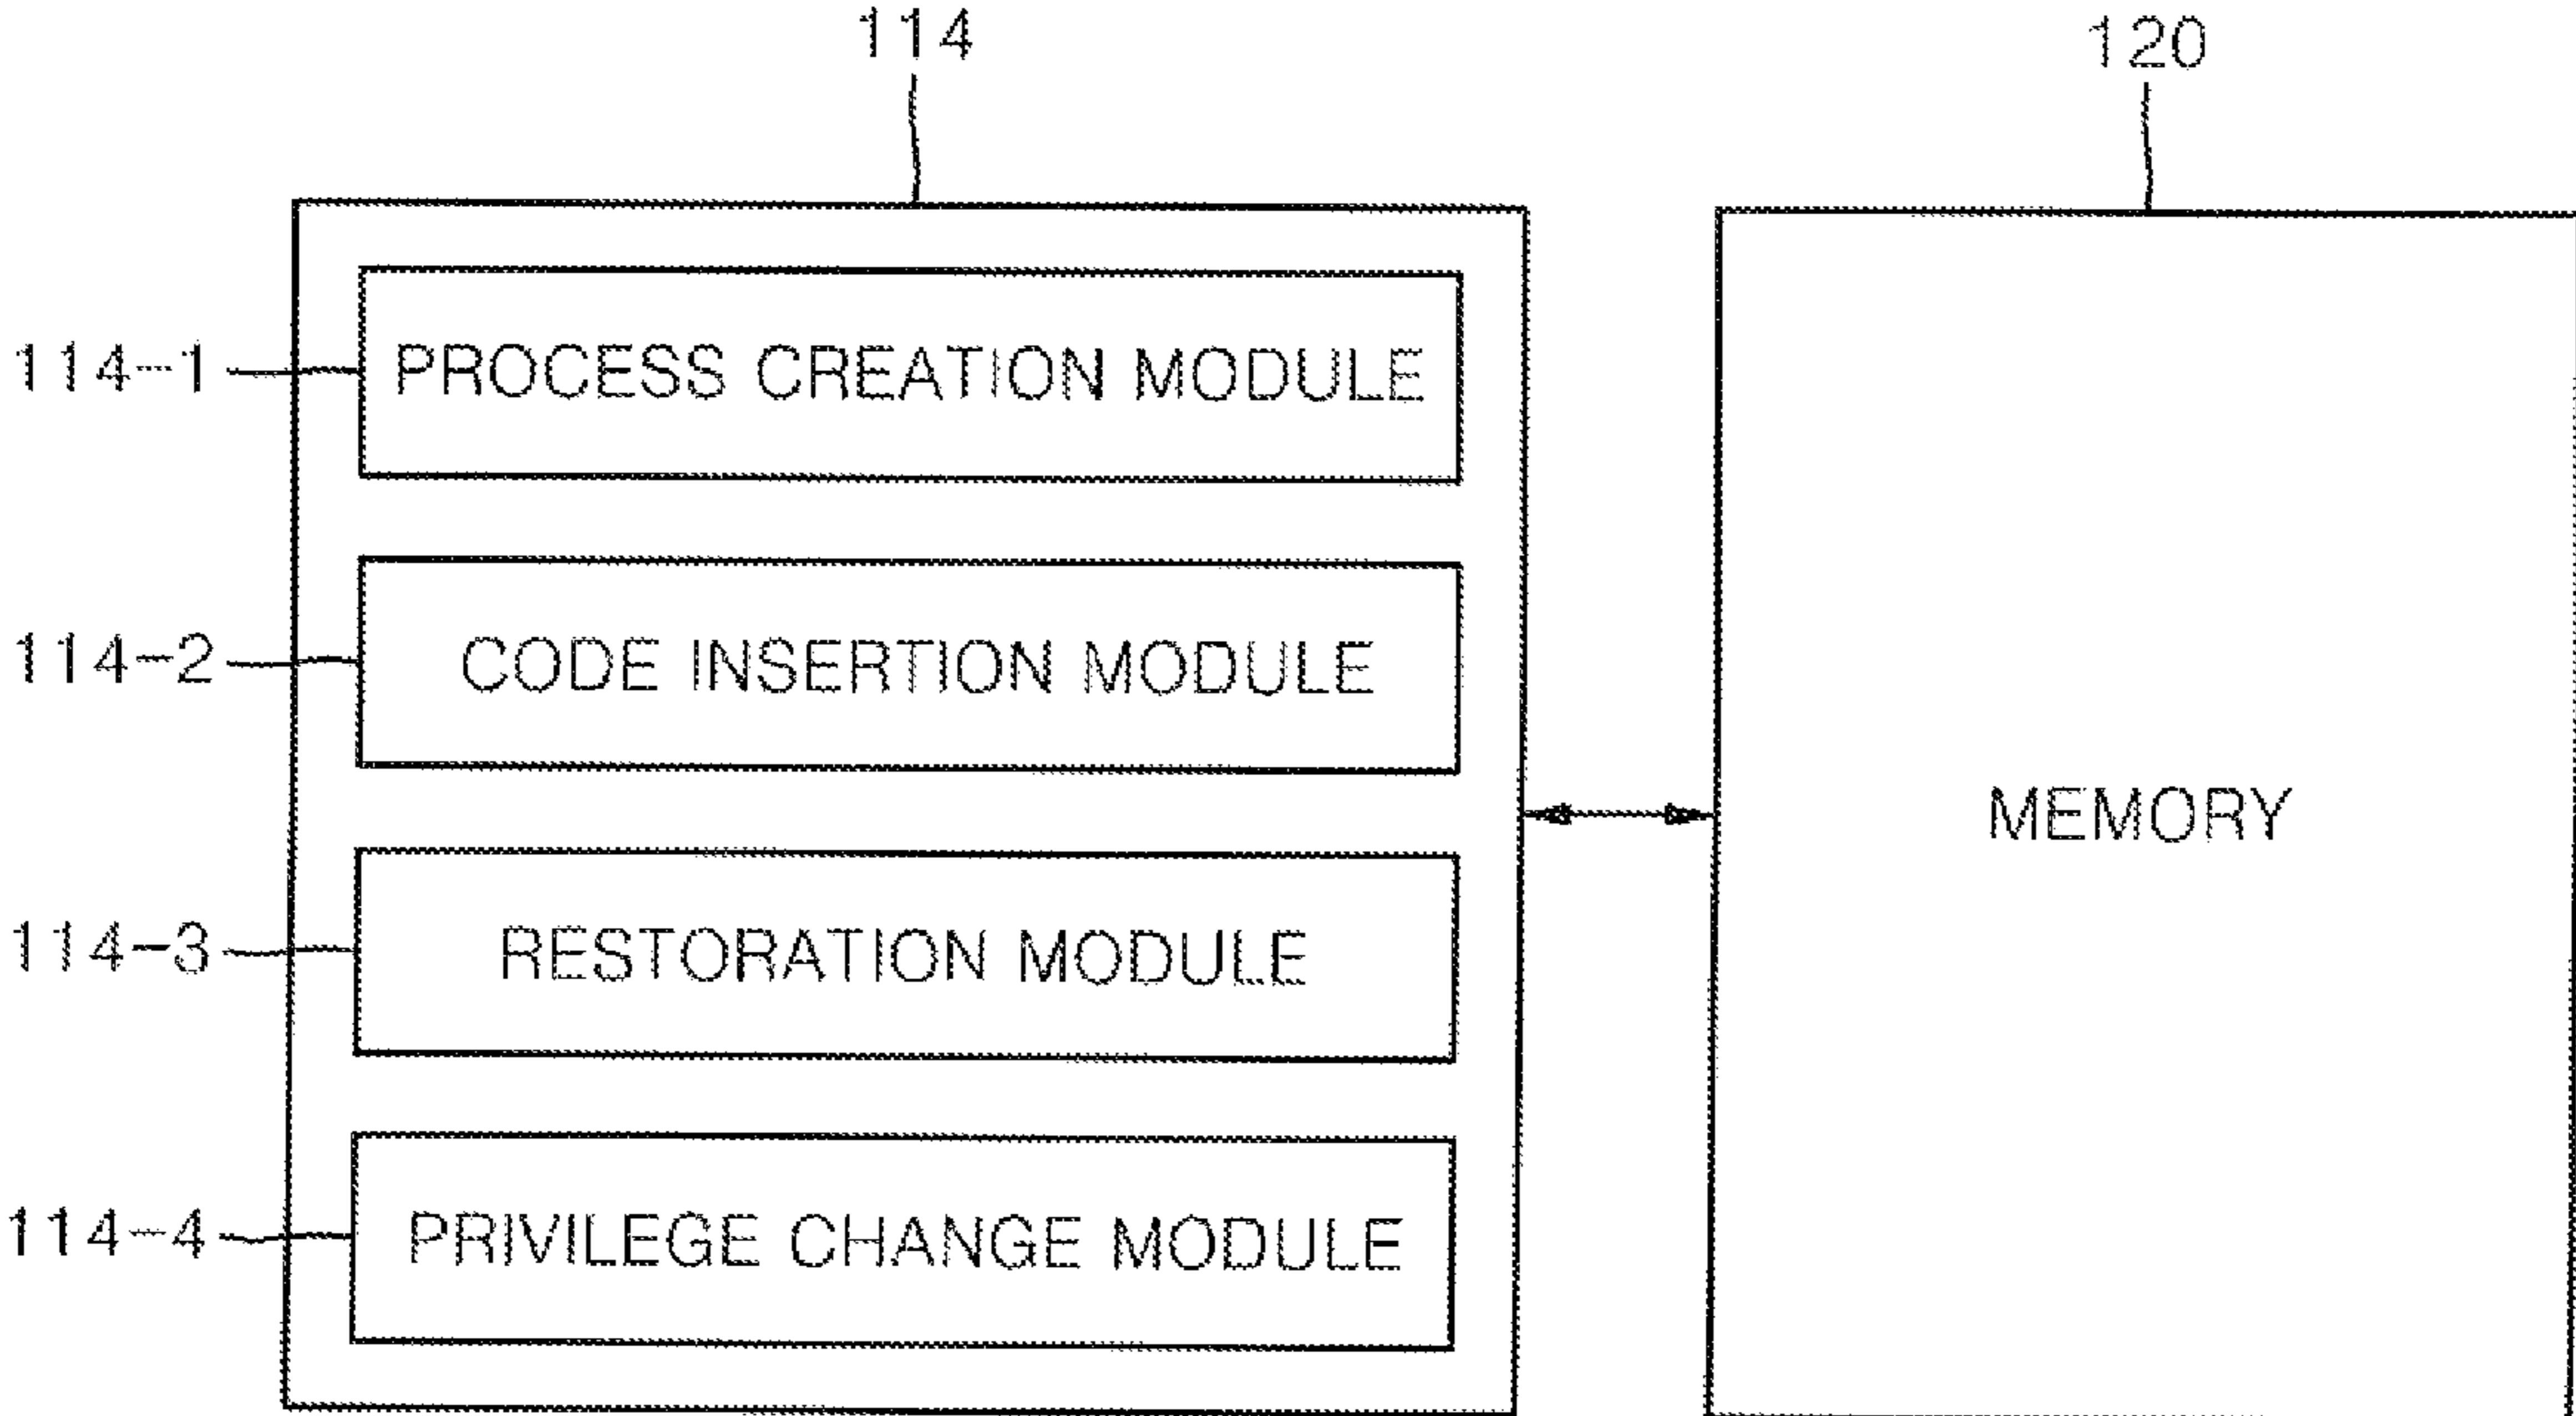 114
120
114-1
PROCESS CREATION MODULE
114-2
CODE INSERTION MODULE
MEMORY
114-3
RESTORATION MODULE
114-4
PRIVILEGE CHANGE MODULE